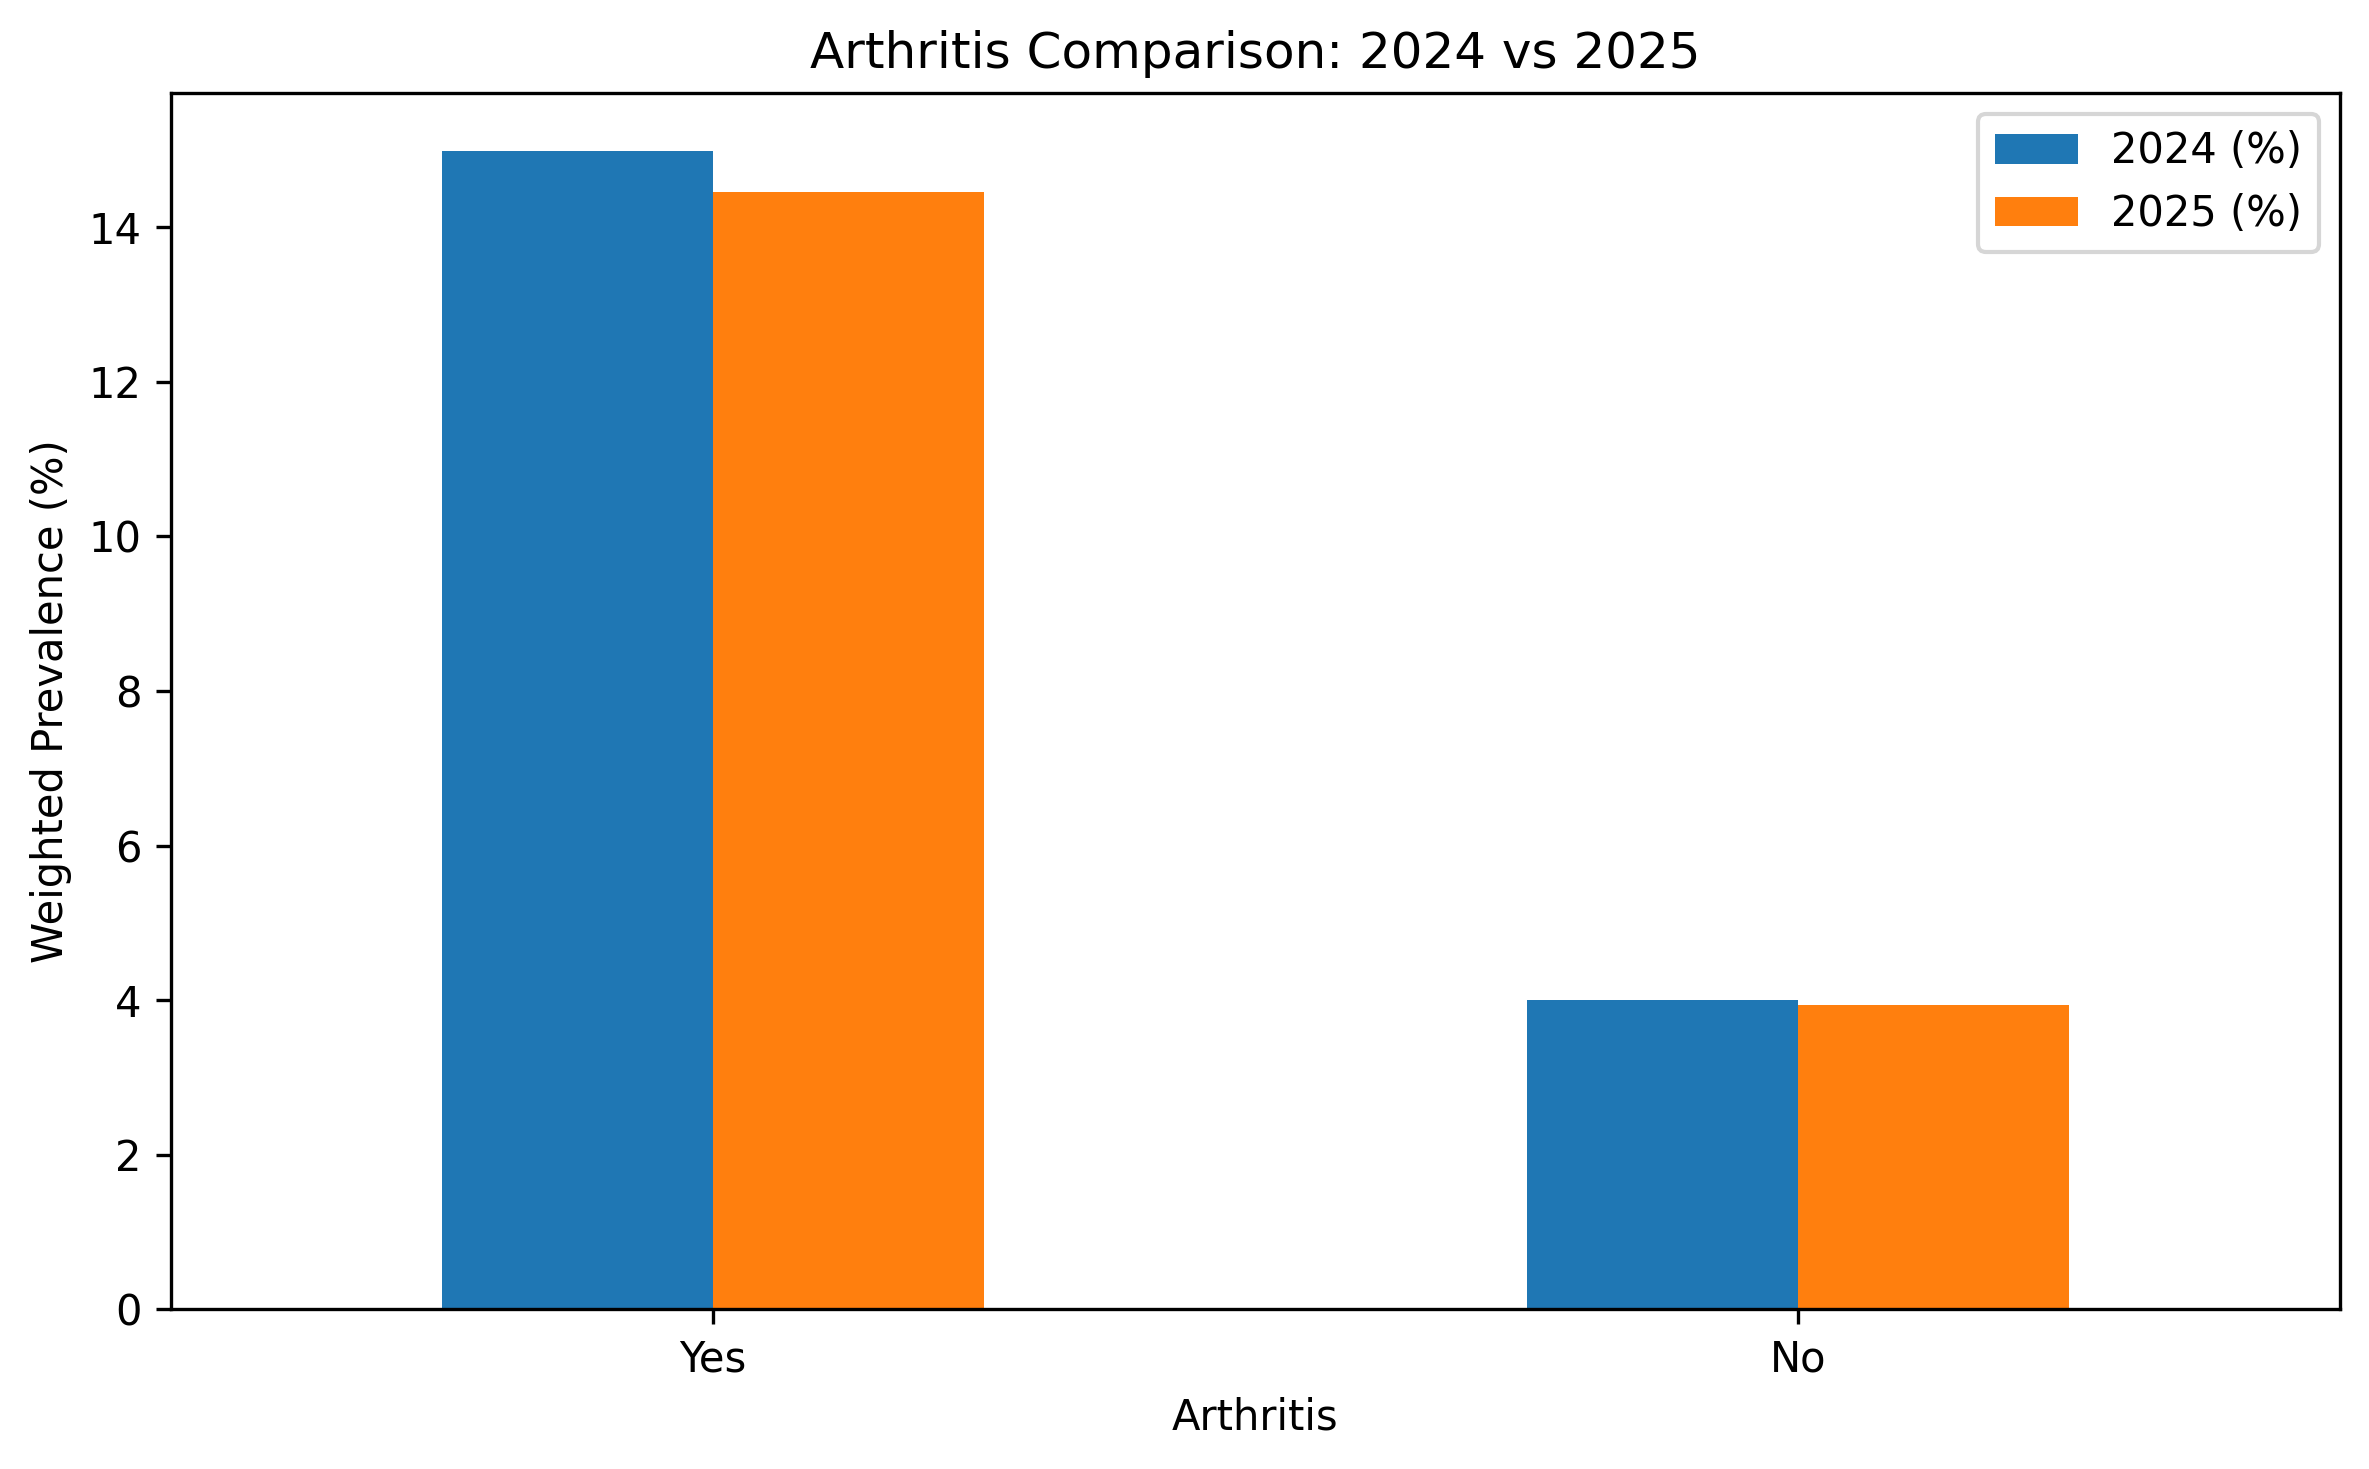 Arthritis Comparison: 2024 vs 2025
2024 (%)
2025 (%)
Weighted Prevalence (%)
14
12
10
8
6
4
2
0
Yes
No
Arthritis